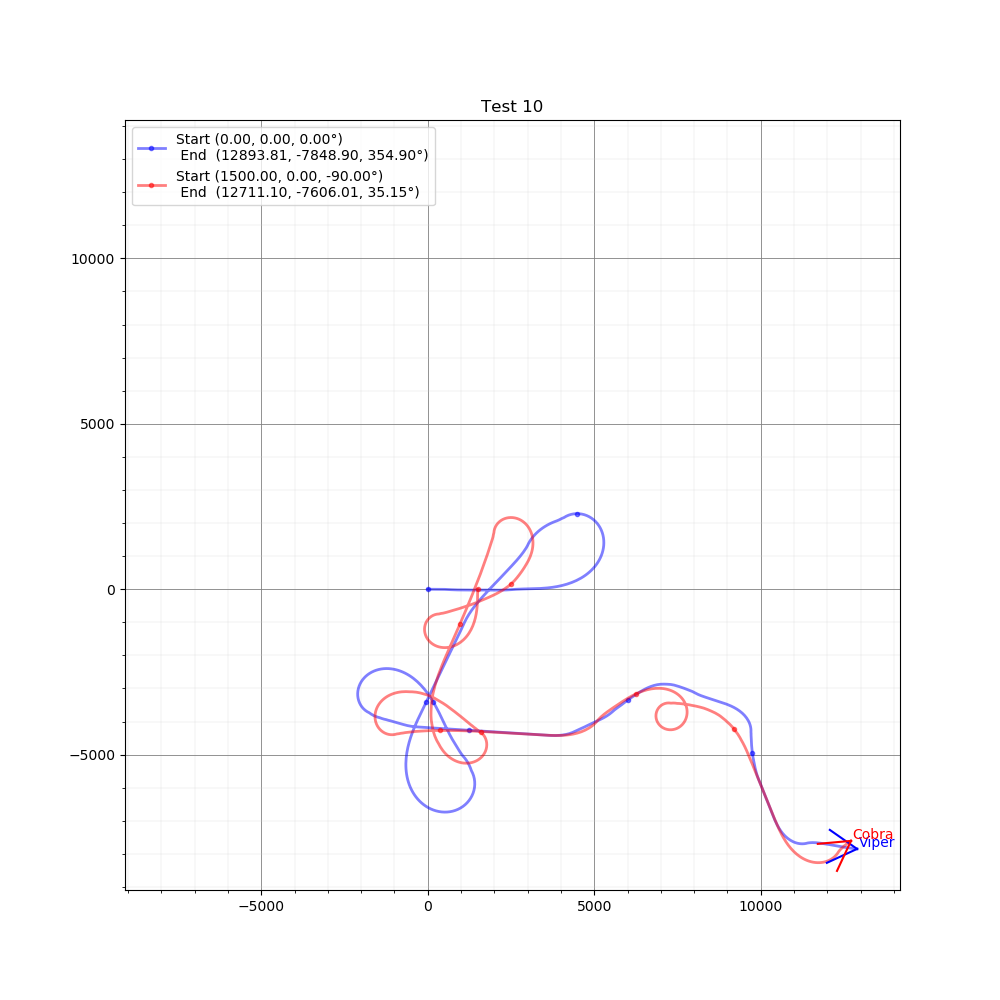 Test 10
Start (0.00, 0.00, 0.00°)
End (12893.81, -7848.90, 354.90°)
Start (1500.00, 0.00, -90.00°)
End (12711.10, -7606.01, 35.15°)
10000
5000
0
−5000
Cobra
Viper
−5000
0
5000
10000